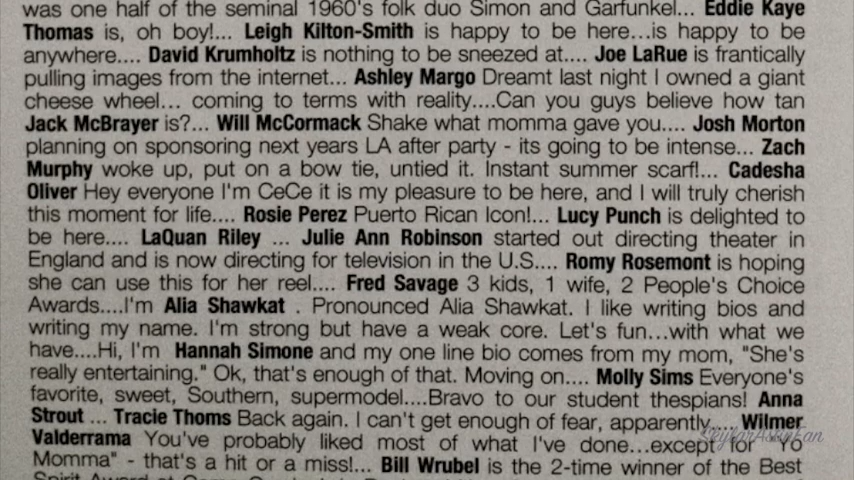 was one half of the seminal 1960's folk duo Simon and Garfunkel... Eddie Kaye
Thomas is, oh boy!... Leigh Kilton-Smith is happy to be here...is happy to be
anywhere.... David Krumholtz is nothing to be sneezed at.... Joe LaRue is frantically
pulling images from the internet... Ashley Margo Dreamt last night I owned a giant
cheese wheel... coming to terms with reality....Can you guys believe how tan
Jack McBrayer is?... Will McCormack Shake what momma gave you.... Josh Morton
planning on sponsoring next years LA after party - its going to be intense... Zach
Murphy woke up, put on a bow tie, untied it. Instant summer scarf!... Cadesha
Oliver Hey everyone I'm CeCe it is my pleasure to be here, and I will truly cherish
this moment for life.... Rosie Perez Puerto Rican Icon!... Lucy Punch is delighted to
be here.... LaQuan Riley ... Julie Ann Robinson started out directing theater in
England and is now directing for television in the U.S.... Romy Rosemont is hoping
she can use this for her reel.... Fred Savage 3 kids, 1 wife, 2 People's Choice
Awards....I'm Alia Shawkat . Pronounced Alia Shawkat. I like writing bios and
writing my name. I'm strong but have a weak core. Let's fun...with what we
have....Hi, I'm Hannah Simone and my one line bio comes from my mom, "She's
really entertaining." Ok, that's enough of that. Moving on.... Molly Sims Everyone's
favorite, sweet, Southern, supermodel....Bravo to our student thespians! Anna
Strout ... Tracie Thoms Back again. I can't get enough of fear, apparently.... Wilmer
Valderrama You've probably liked most of what I've done...except for "Yo
Momma" - that's a hit or a miss!... Bill Wrubel is the 2-time winner of the Best
Spirit Award at Camp